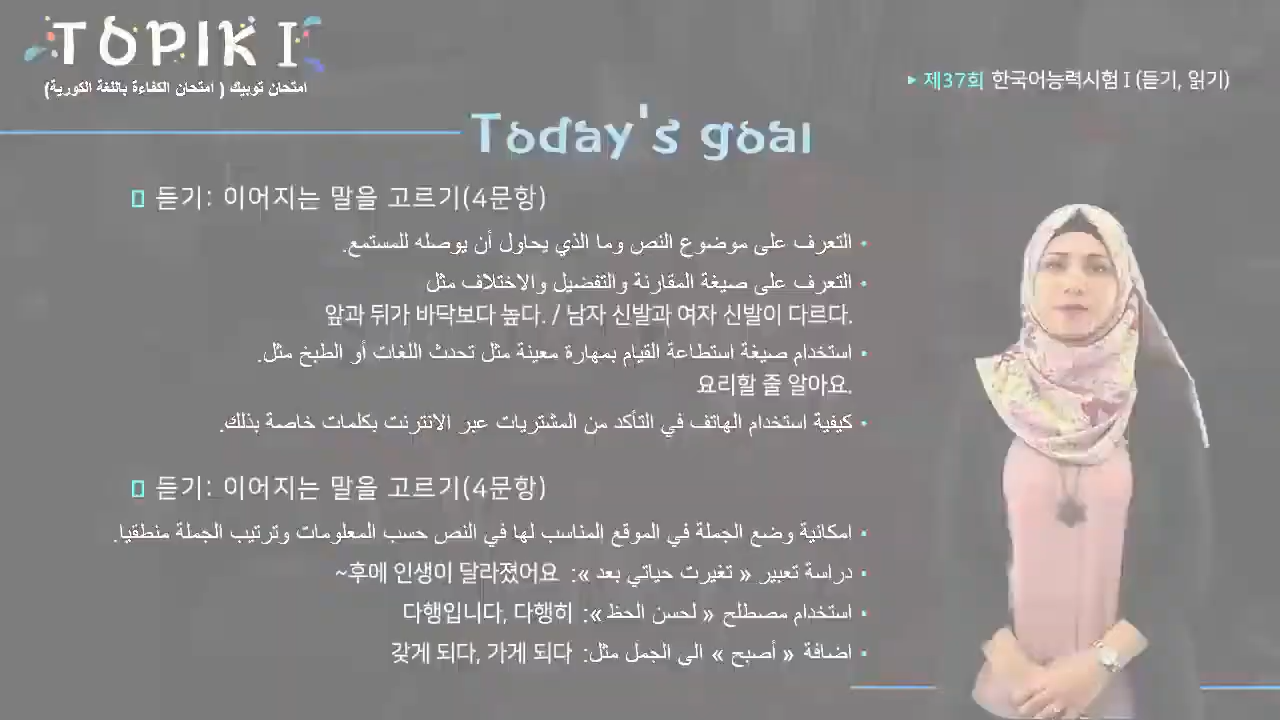 TOPIK I
امتحان توبيك ( امتحان الكفاءة باللغة الكورية)
▸ 제37회 한국어능력시험 I (듣기, 읽기)
Today's goal
듣기: 이어지는 말을 고르기(4문항)
• التعرف على موضوع النص وما الذي يحاول أن يوصله للمستمع.
• التعرف على صيغة المقارنة والتفضيل والاختلاف مثل
앞과 뒤가 바닥보다 높다. / 남자 신발과 여자 신발이 다르다.
• استخدام صيغة استطاعة القيام بمهارة معينة مثل تحدث اللغات أو الطبخ مثل.
요리할 줄 알아요.
• كيفية استخدام الهاتف في التأكد من المشتريات عبر الانترنت بكلمات خاصة بذلك.
듣기: 이어지는 말을 고르기(4문항)
• امكانية وضع الجملة في الموقع المناسب لها في النص حسب المعلومات وترتيب الجملة منطقيا.
• دراسة تعبير « تغيرت حياتي بعد »: ~후에 인생이 달라졌어요
• استخدام مصطلح « لحسن الحظ »: 다행입니다, 다행히
• اضافة « أصبح « الى الجمل مثل: 갖게 되다, 가게 되다